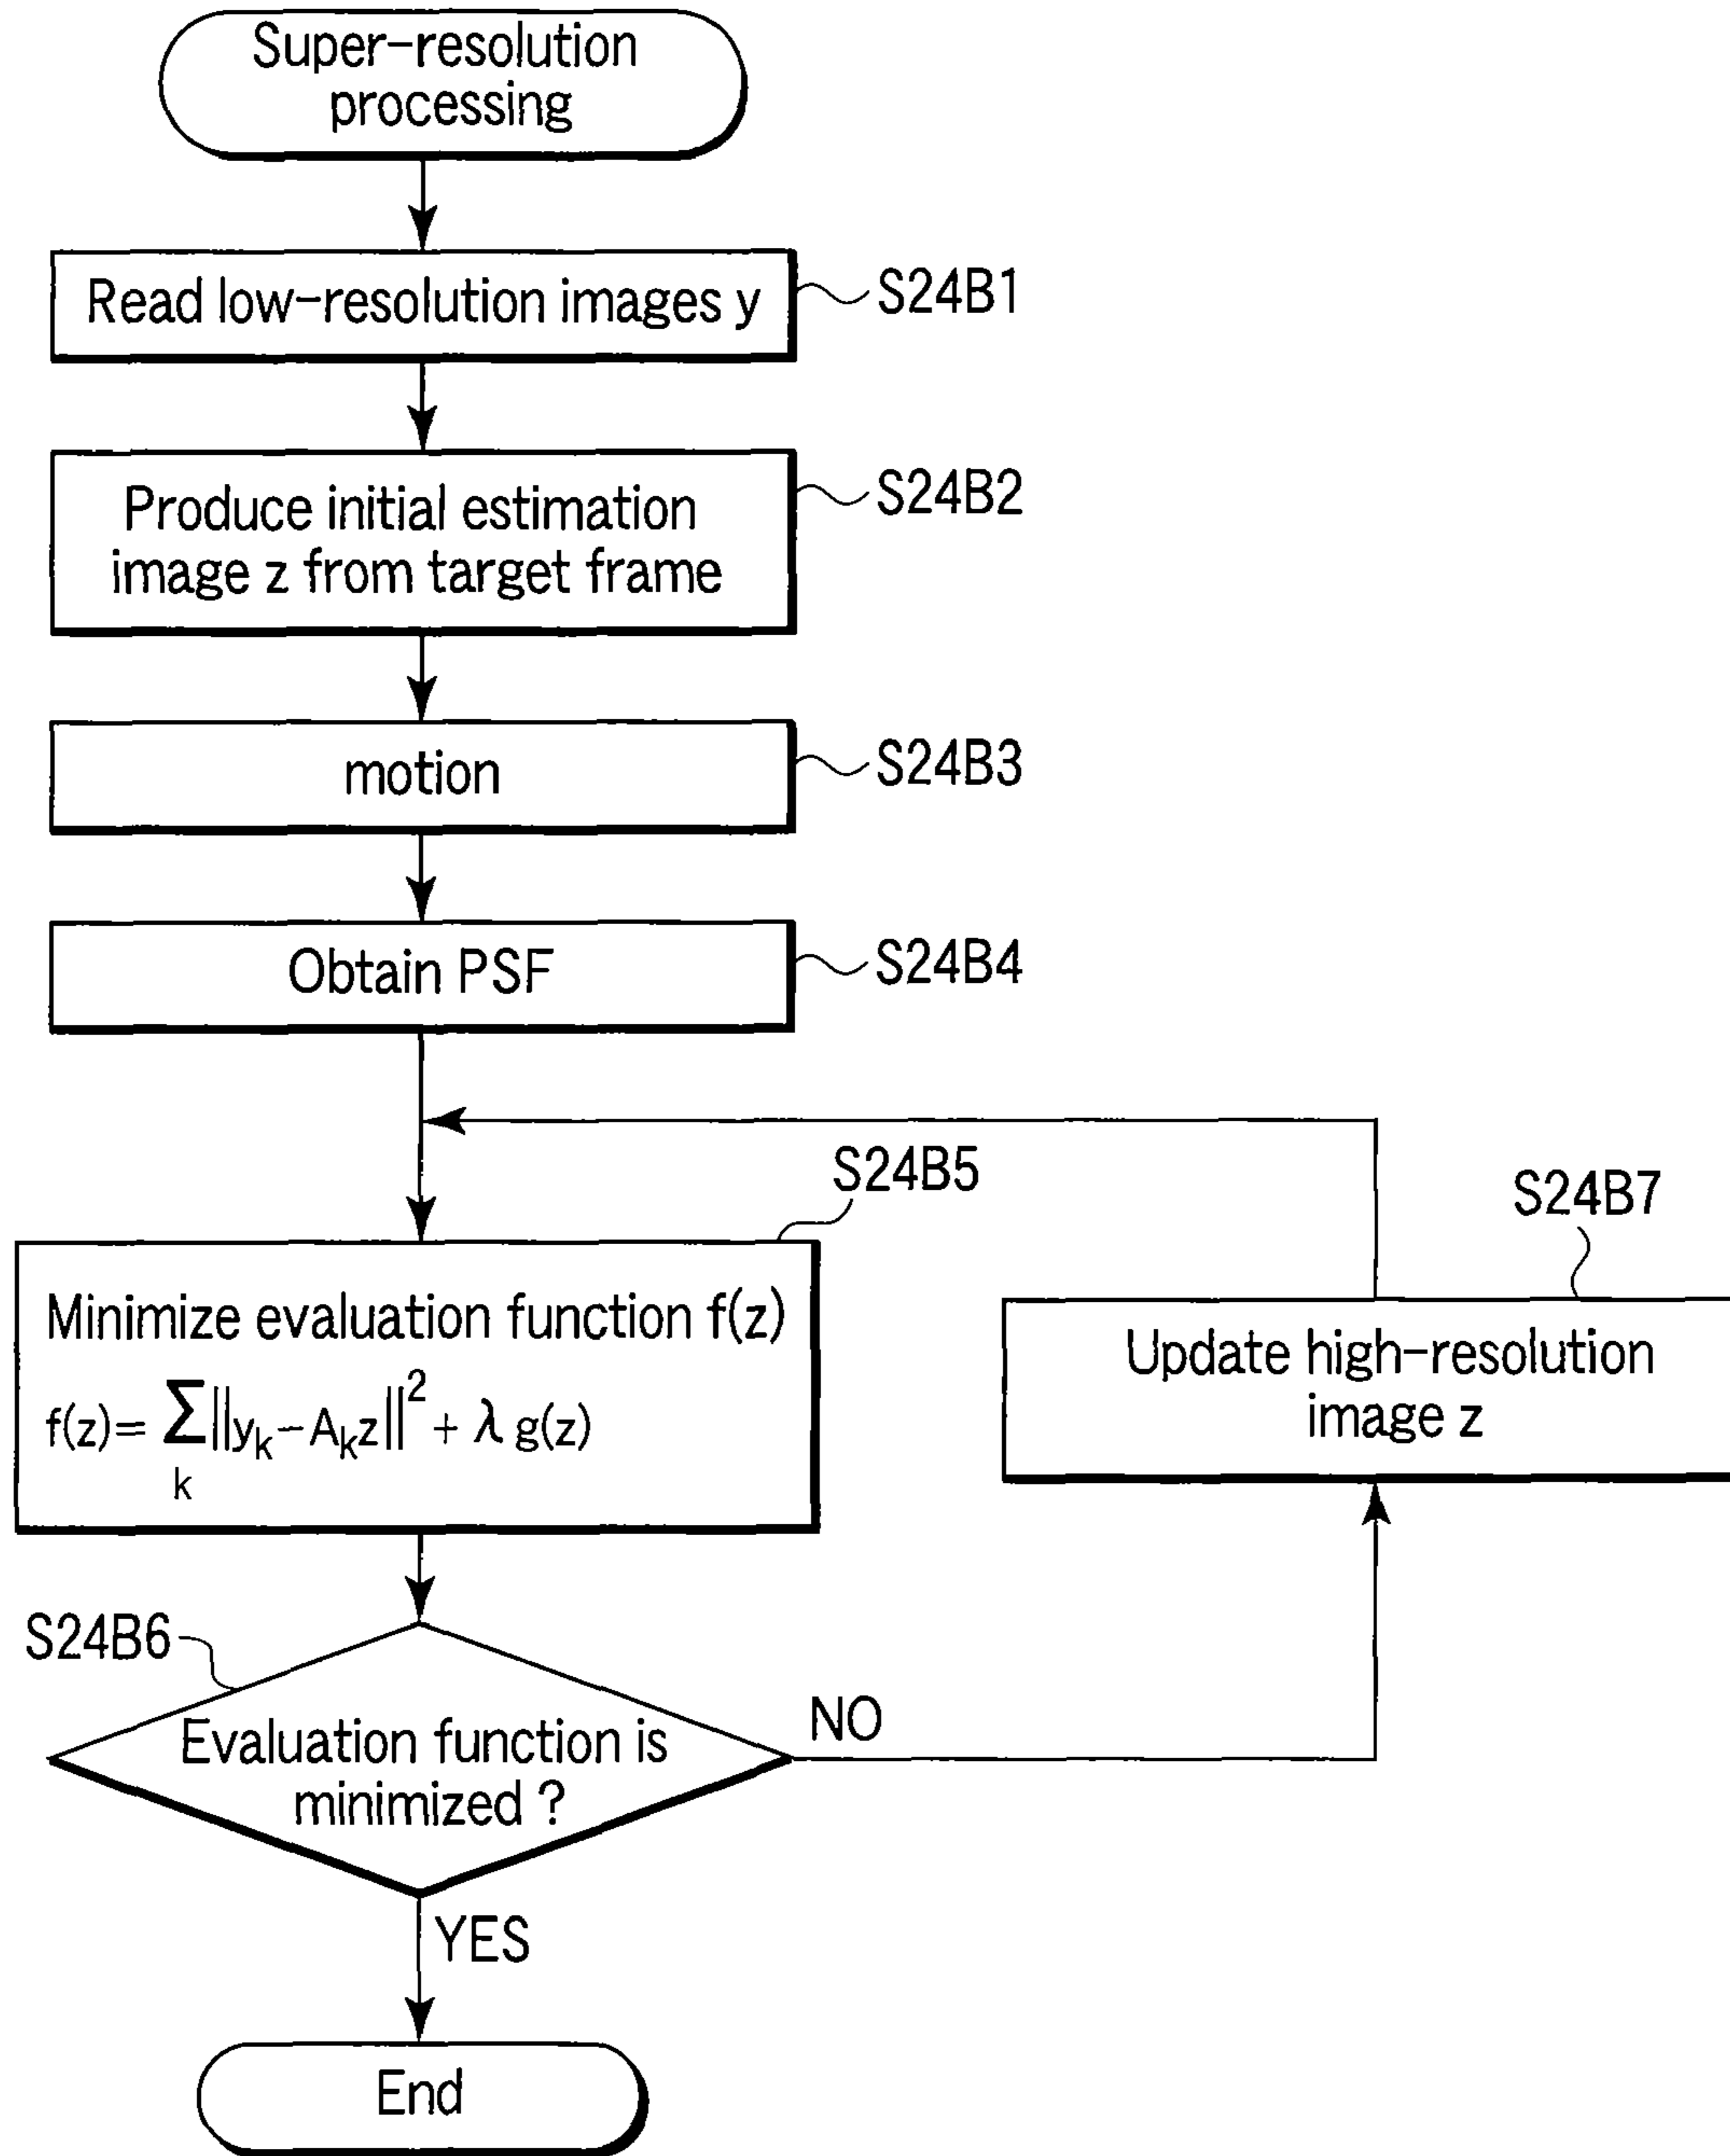 Super-resolution
processing
Read low-resolution images y
S24B1
Produce initial estimation
image z from target frame
S24B2
motion
S24B3
Obtain PSF
S24B4
S24B5
Minimize evaluation function f(z)
f(z)= Σ‖yₖ-Aₖz‖² + λ g(z)
k
S24B7
Update high-resolution
image z
S24B6
Evaluation function is
minimized ?
NO
YES
End